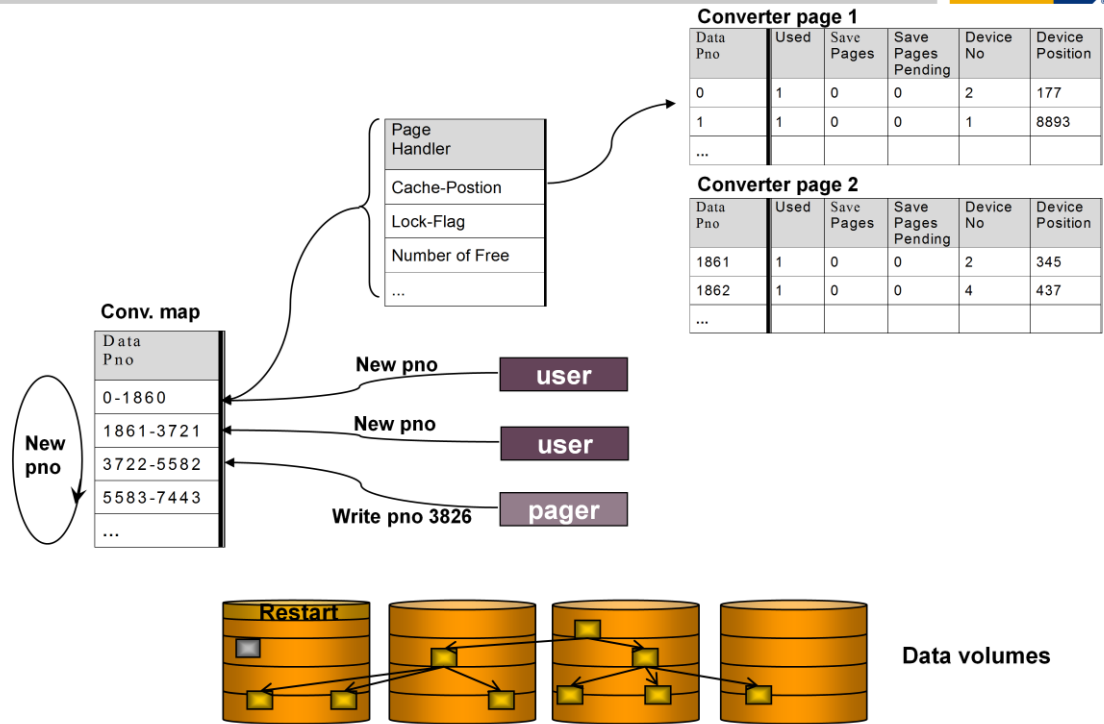 Converter page 1
Data Pno Used Save Pages Save Pages Pending Device No Device Position
0 1 0 0 2 177
1 1 0 0 1 8893
...
Converter page 2
Data Pno Used Save Pages Save Pages Pending Device No Device Position
1861 1 0 0 2 345
1862 1 0 0 4 437
...
Page
Handler
Cache-Postion
Lock-Flag
Number of Free
...
Conv. map
Data
Pno
0-1860
1861-3721
3722-5582
5583-7443
...
New
pno
New pno
user
New pno
user
Write pno 3826
pager
Restart
Data volumes